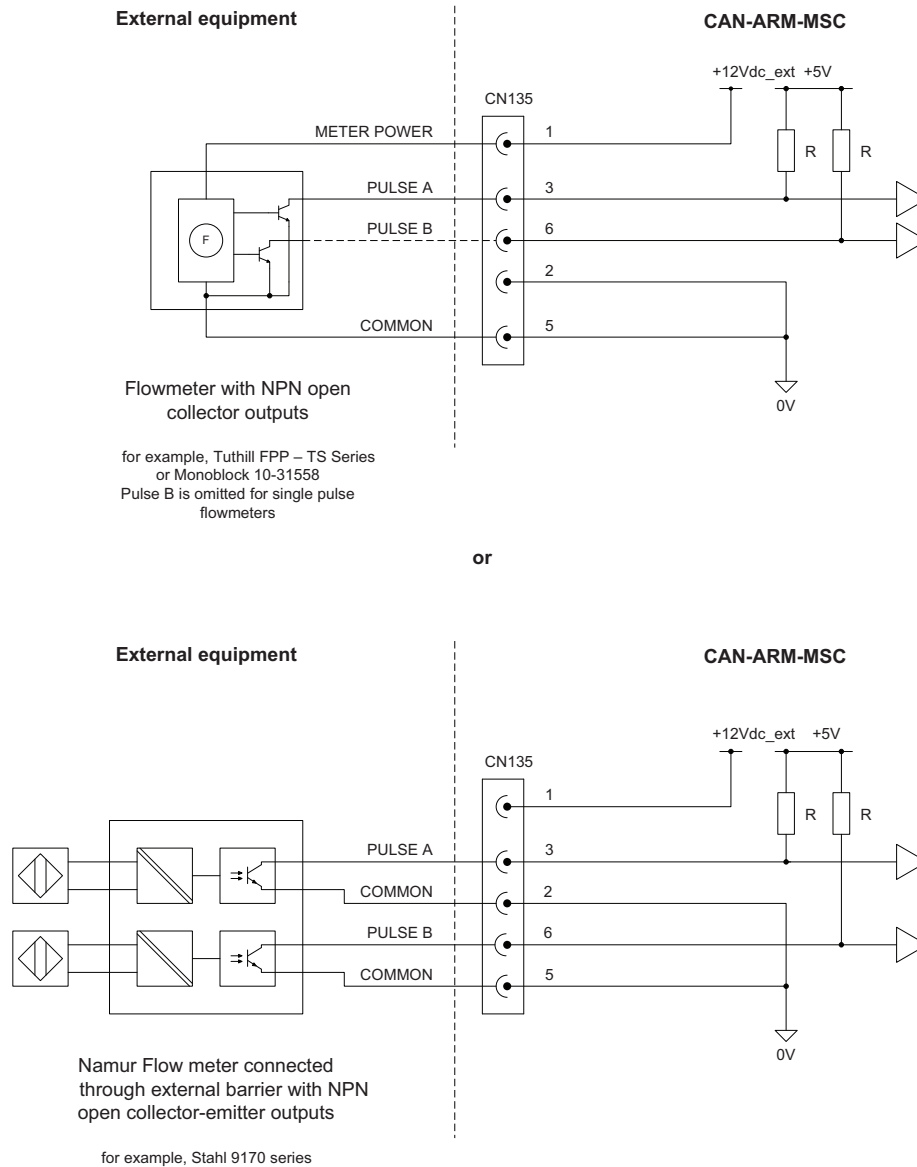 External equipment
CAN-ARM-MSC
+12Vdc_ext +5V
CN135
METER POWER
1
R
R
PULSE A
3
PULSE B
6
F
2
COMMON
5
0V
Flowmeter with NPN open
collector outputs
for example, Tuthill FPP – TS Series
or Monoblock 10-31558
Pulse B is omitted for single pulse
flowmeters
or
External equipment
CAN-ARM-MSC
+12Vdc_ext +5V
CN135
1
R
R
PULSE A
3
COMMON
2
PULSE B
6
COMMON
5
0V
Namur Flow meter connected
through external barrier with NPN
open collector-emitter outputs
for example, Stahl 9170 series